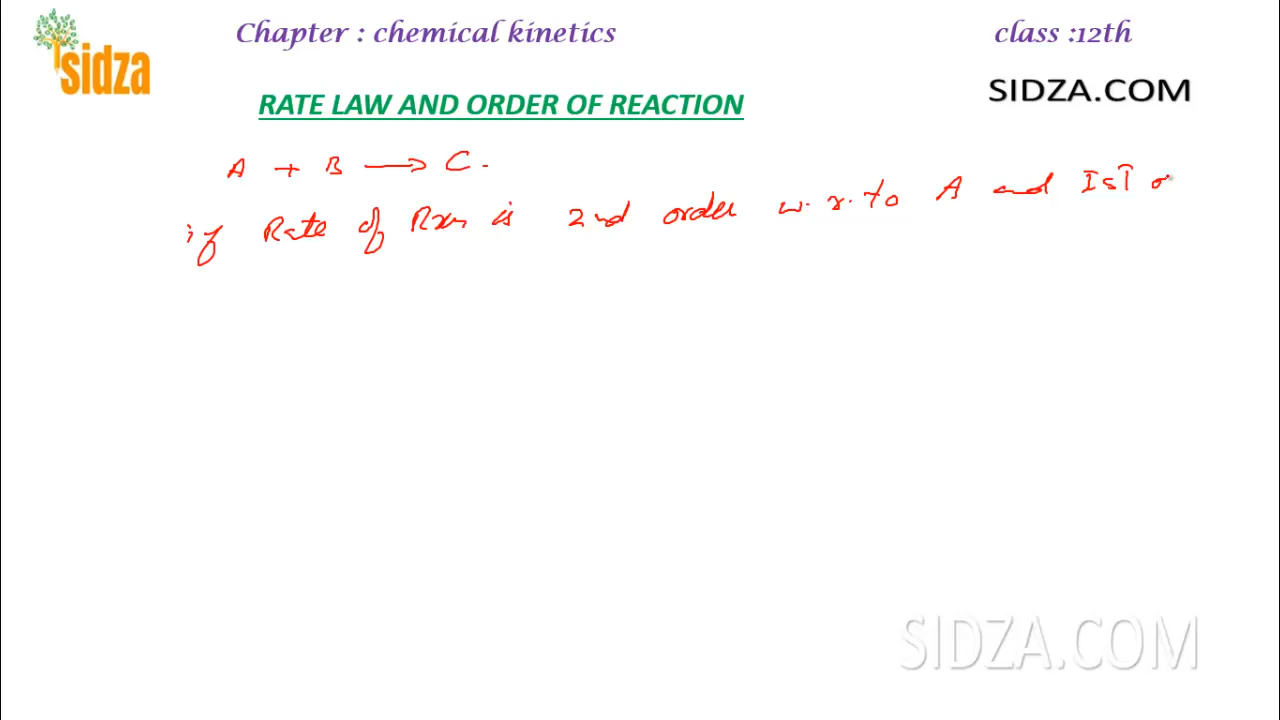 Chapter : chemical kinetics
class :12th
sidza
SIDZA.COM
RATE LAW AND ORDER OF REACTION
A + B → C.
if Rate of Rxn is 2nd order w.r.to A and IsT o
SIDZA.COM